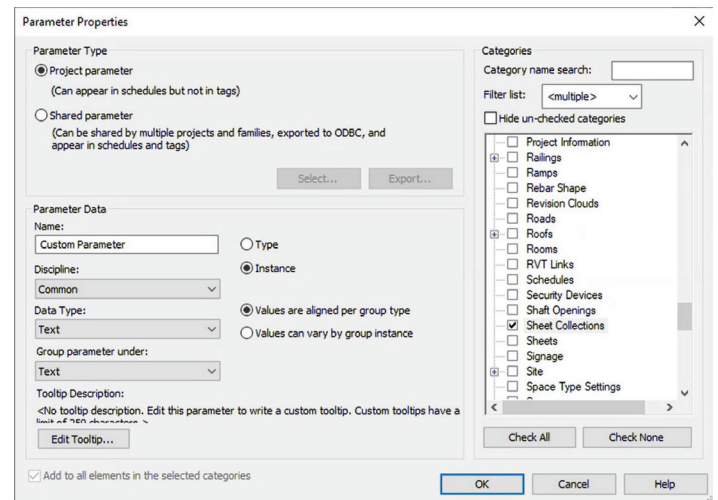 Parameter Properties
Parameter Type
Project parameter
(Can appear in schedules but not in tags)
Shared parameter
(Can be shared by multiple projects and families, exported to ODBC, and
appear in schedules and tags)
Select...
Export...
Parameter Data
Name:
Custom Parameter
Type
Discipline:
Instance
Common
Data Type:
Values are aligned per group type
Text
Values can vary by group instance
Group parameter under:
Text
Tooltip Description:
<No tooltip description. Edit this parameter to write a custom tooltip. Custom tooltips have a
limit of 250 characters.>
Edit Tooltip...
Add to all elements in the selected categories
Categories
Category name search:
Filter list:
<multiple>
Hide un-checked categories
Project Information
Railings
Ramps
Rebar Shape
Revision Clouds
Roads
Roofs
Rooms
RVT Links
Schedules
Security Devices
Shaft Openings
Sheet Collections
Sheets
Signage
Site
Space Type Settings
Check All
Check None
OK
Cancel
Help